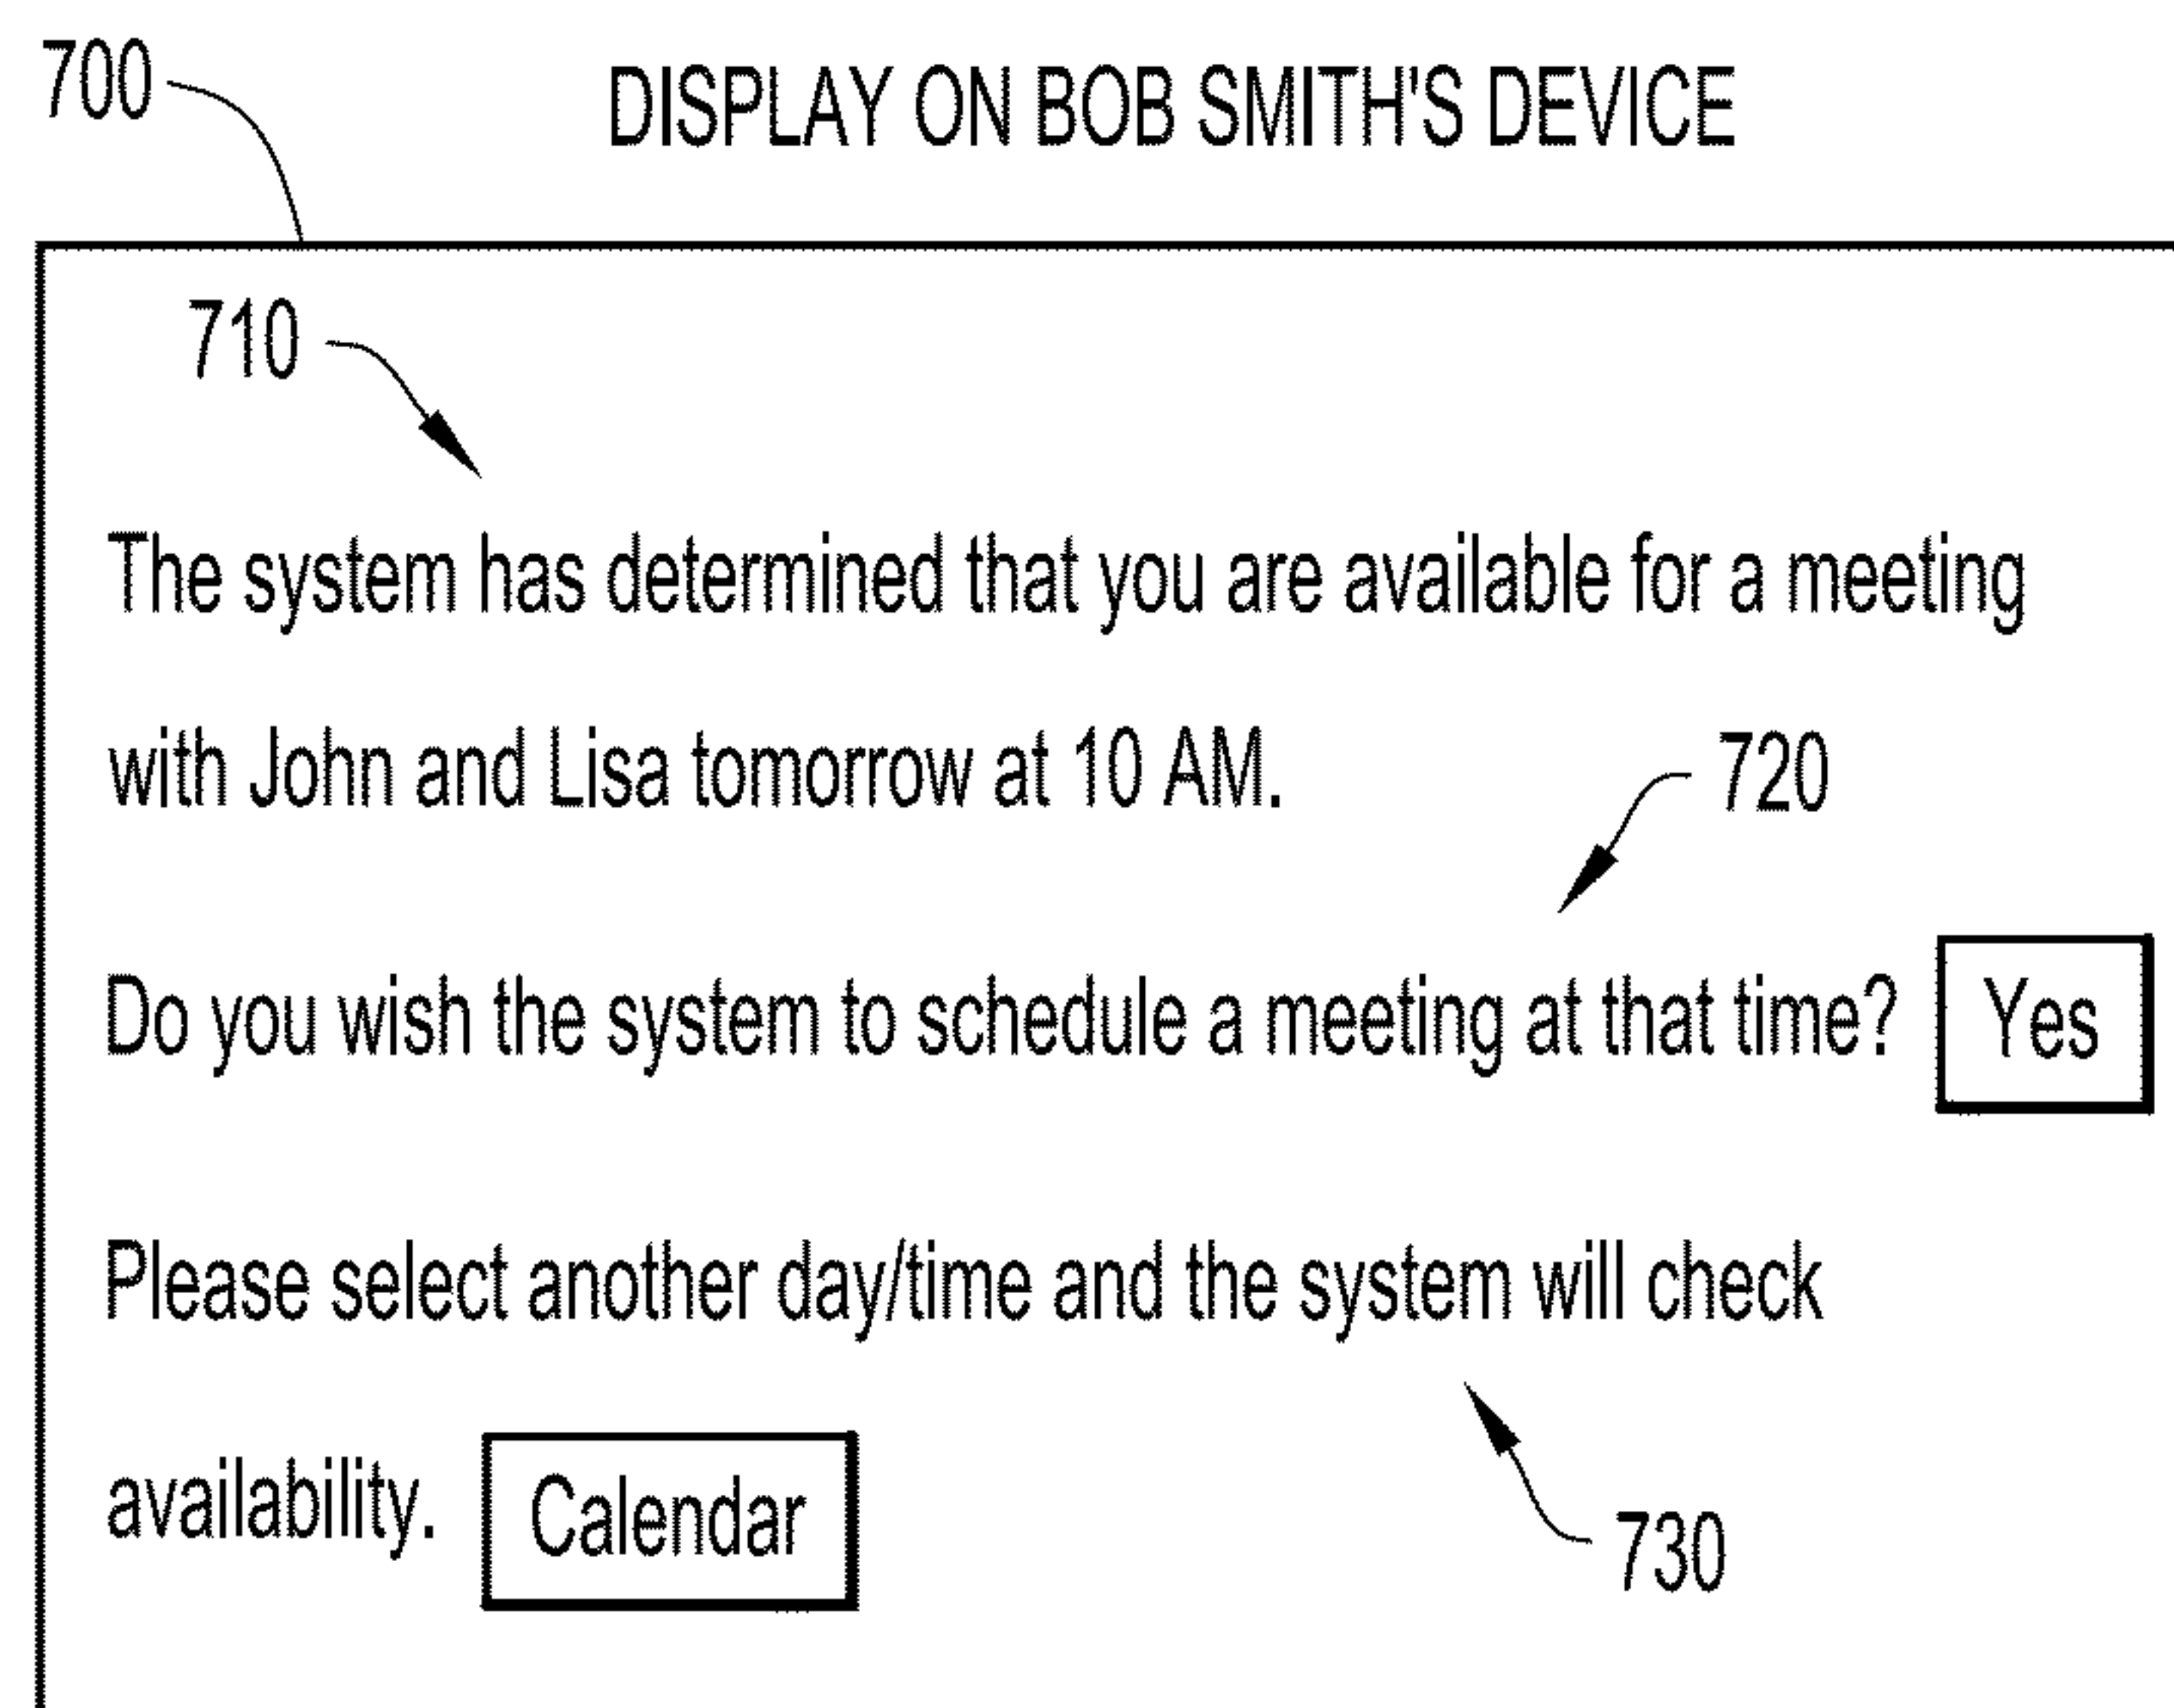 700
DISPLAY ON BOB SMITH'S DEVICE
710
The system has determined that you are available for a meeting
with John and Lisa tomorrow at 10 AM.
720
Do you wish the system to schedule a meeting at that time? Yes
Please select another day/time and the system will check
availability. Calendar
730